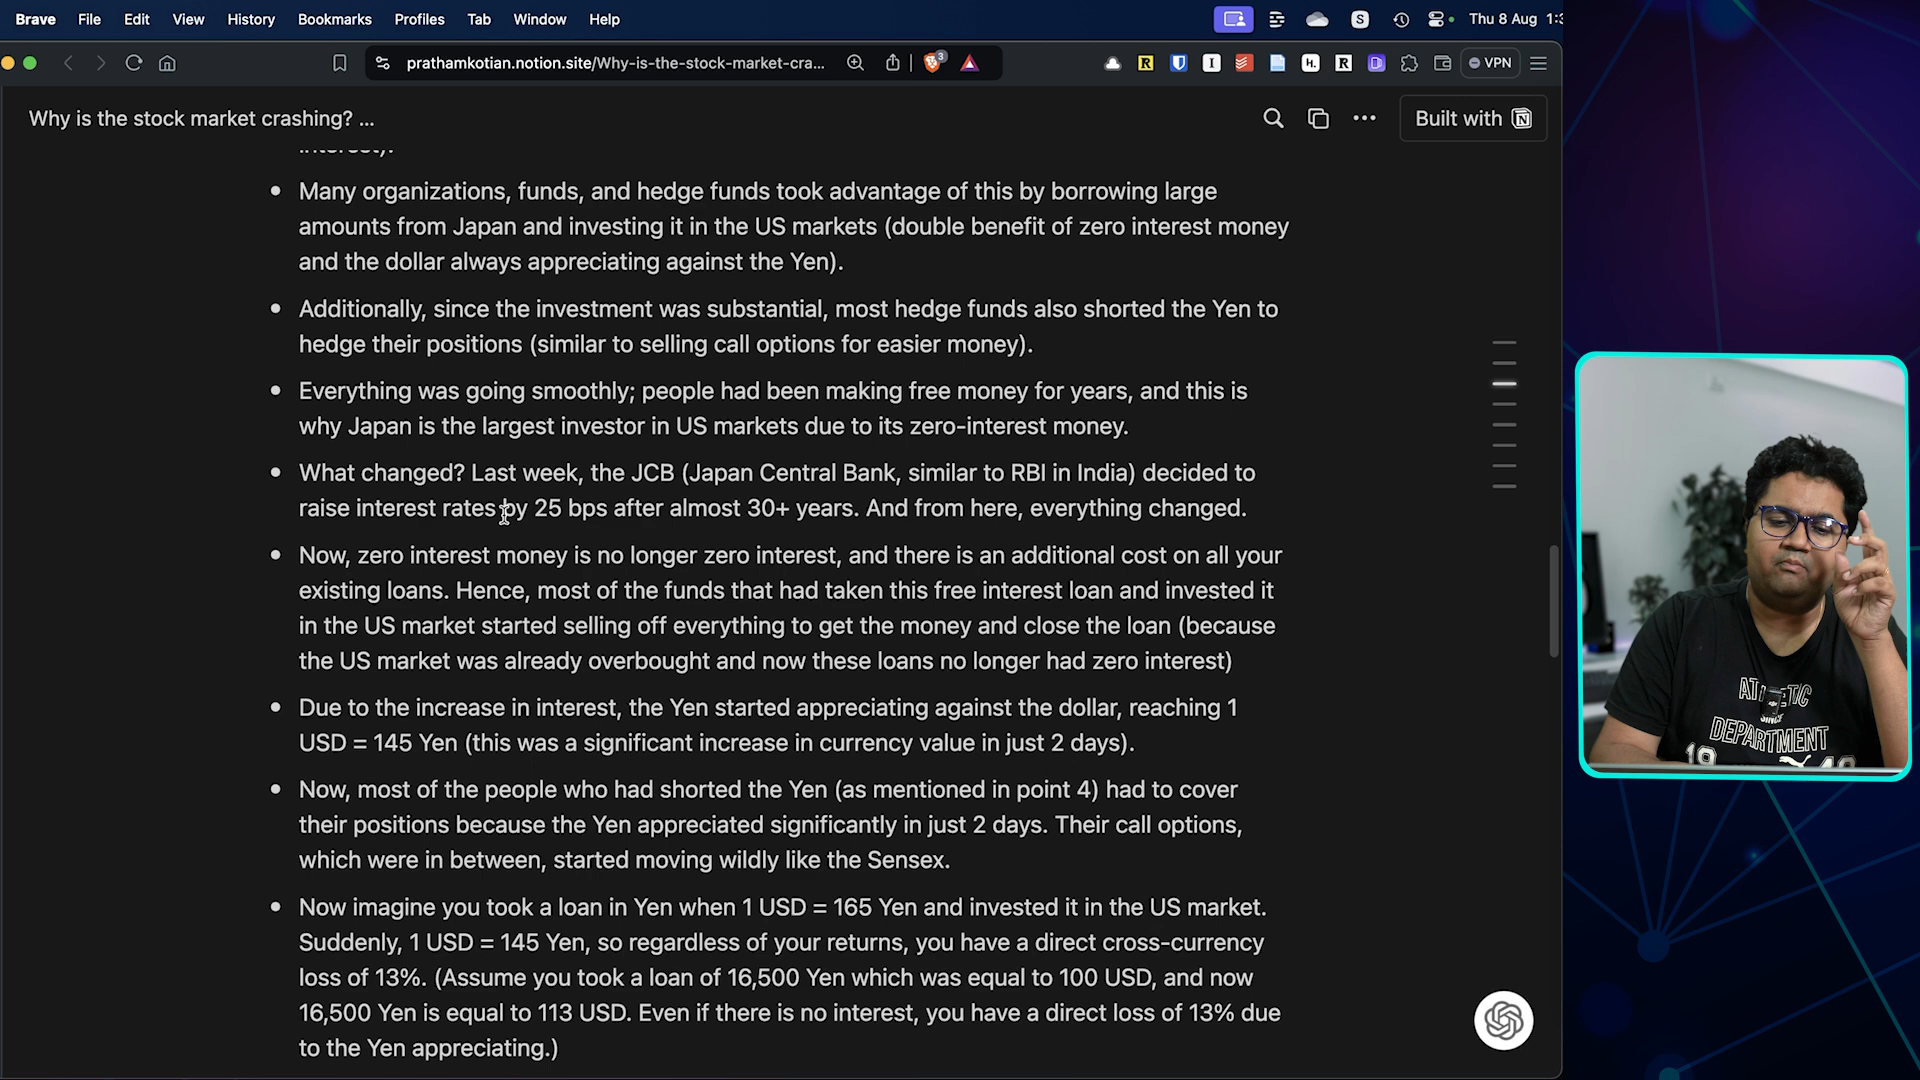 Brave File Edit View History Bookmarks Profiles Tab Window Help S Thu 8 Aug 1:3
prathamkotian.notion.site/Why-is-the-stock-market-cra... 3 R I H. R VPN
Why is the stock market crashing? ... Built with N
interest).
• Many organizations, funds, and hedge funds took advantage of this by borrowing large
amounts from Japan and investing it in the US markets (double benefit of zero interest money
and the dollar always appreciating against the Yen).
• Additionally, since the investment was substantial, most hedge funds also shorted the Yen to
hedge their positions (similar to selling call options for easier money).
• Everything was going smoothly; people had been making free money for years, and this is
why Japan is the largest investor in US markets due to its zero-interest money.
• What changed? Last week, the JCB (Japan Central Bank, similar to RBI in India) decided to
raise interest rates by 25 bps after almost 30+ years. And from here, everything changed.
• Now, zero interest money is no longer zero interest, and there is an additional cost on all your
existing loans. Hence, most of the funds that had taken this free interest loan and invested it
in the US market started selling off everything to get the money and close the loan (because
the US market was already overbought and now these loans no longer had zero interest)
• Due to the increase in interest, the Yen started appreciating against the dollar, reaching 1
USD = 145 Yen (this was a significant increase in currency value in just 2 days).
• Now, most of the people who had shorted the Yen (as mentioned in point 4) had to cover
their positions because the Yen appreciated significantly in just 2 days. Their call options,
which were in between, started moving wildly like the Sensex.
• Now imagine you took a loan in Yen when 1 USD = 165 Yen and invested it in the US market.
Suddenly, 1 USD = 145 Yen, so regardless of your returns, you have a direct cross-currency
loss of 13%. (Assume you took a loan of 16,500 Yen which was equal to 100 USD, and now
16,500 Yen is equal to 113 USD. Even if there is no interest, you have a direct loss of 13% due
to the Yen appreciating.)
SINCE
DEPARTMENT
19 48